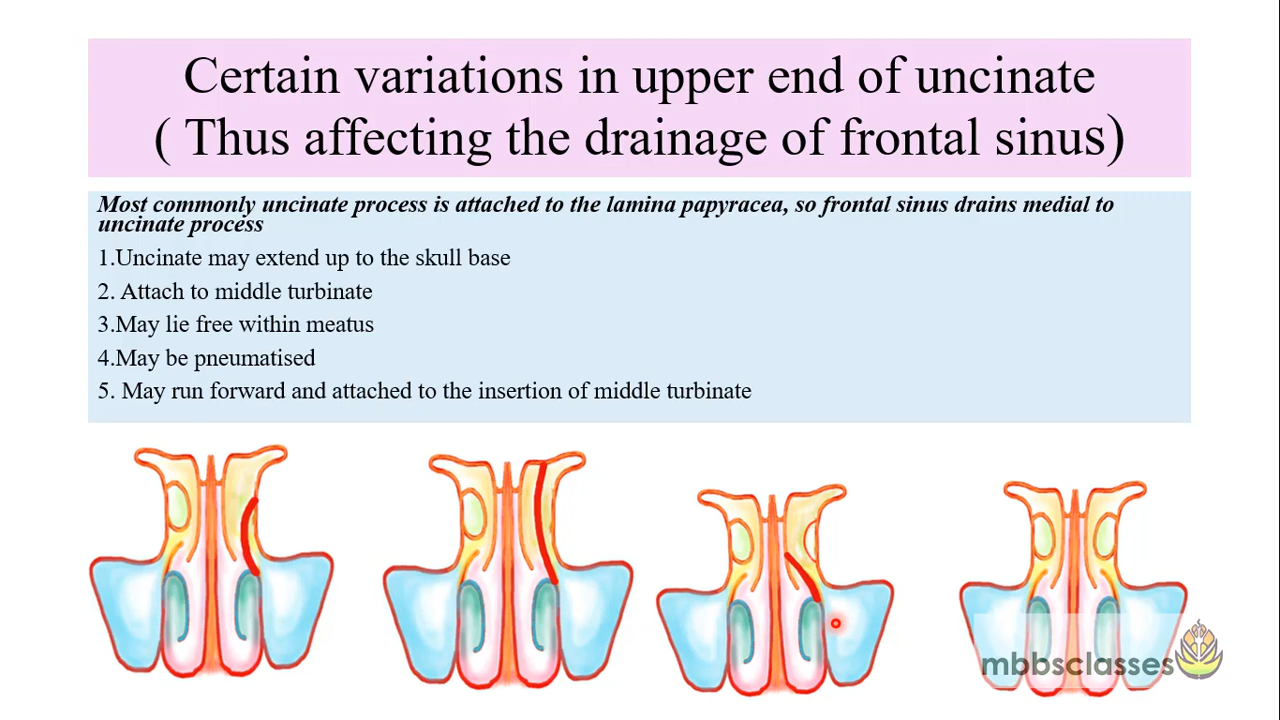 Certain variations in upper end of uncinate
( Thus affecting the drainage of frontal sinus)
Most commonly uncinate process is attached to the lamina papyracea, so frontal sinus drains medial to
uncinate process
1.Uncinate may extend up to the skull base
2. Attach to middle turbinate
3.May lie free within meatus
4.May be pneumatised
5. May run forward and attached to the insertion of middle turbinate
mbbsclasses